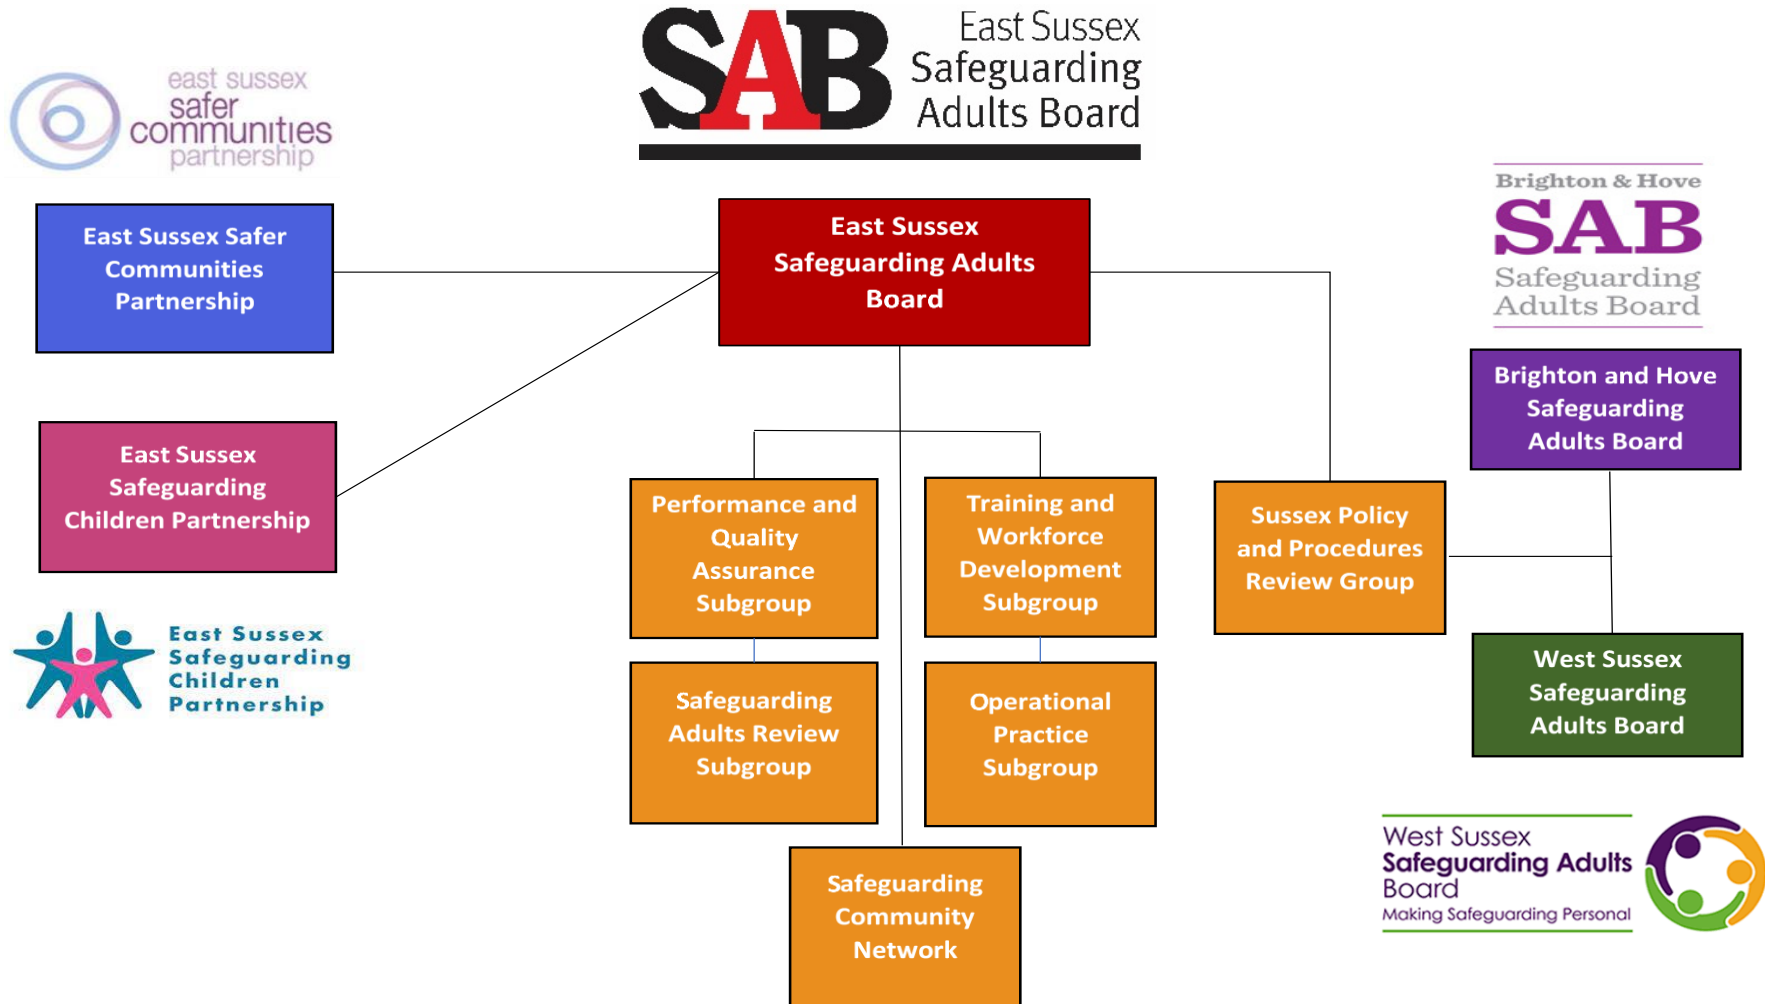 SAB
East Sussex
Safeguarding
Adults Board
east sussex
safer
communities
partnership
East Sussex Safer
Communities
Partnership
East Sussex
Safeguarding Adults
Board
Brighton & Hove
SAB
Safeguarding
Adults Board
Brighton and Hove
Safeguarding
Adults Board
East Sussex
Safeguarding
Children Partnership
Performance and
Quality
Assurance
Subgroup
Training and
Workforce
Development
Subgroup
Sussex Policy
and Procedures
Review Group
East Sussex
Safeguarding
Children
Partnership
Safeguarding
Adults Review
Subgroup
Operational
Practice
Subgroup
West Sussex
Safeguarding
Adults Board
Safeguarding
Community
Network
West Sussex
Safeguarding Adults
Board
Making Safeguarding Personal